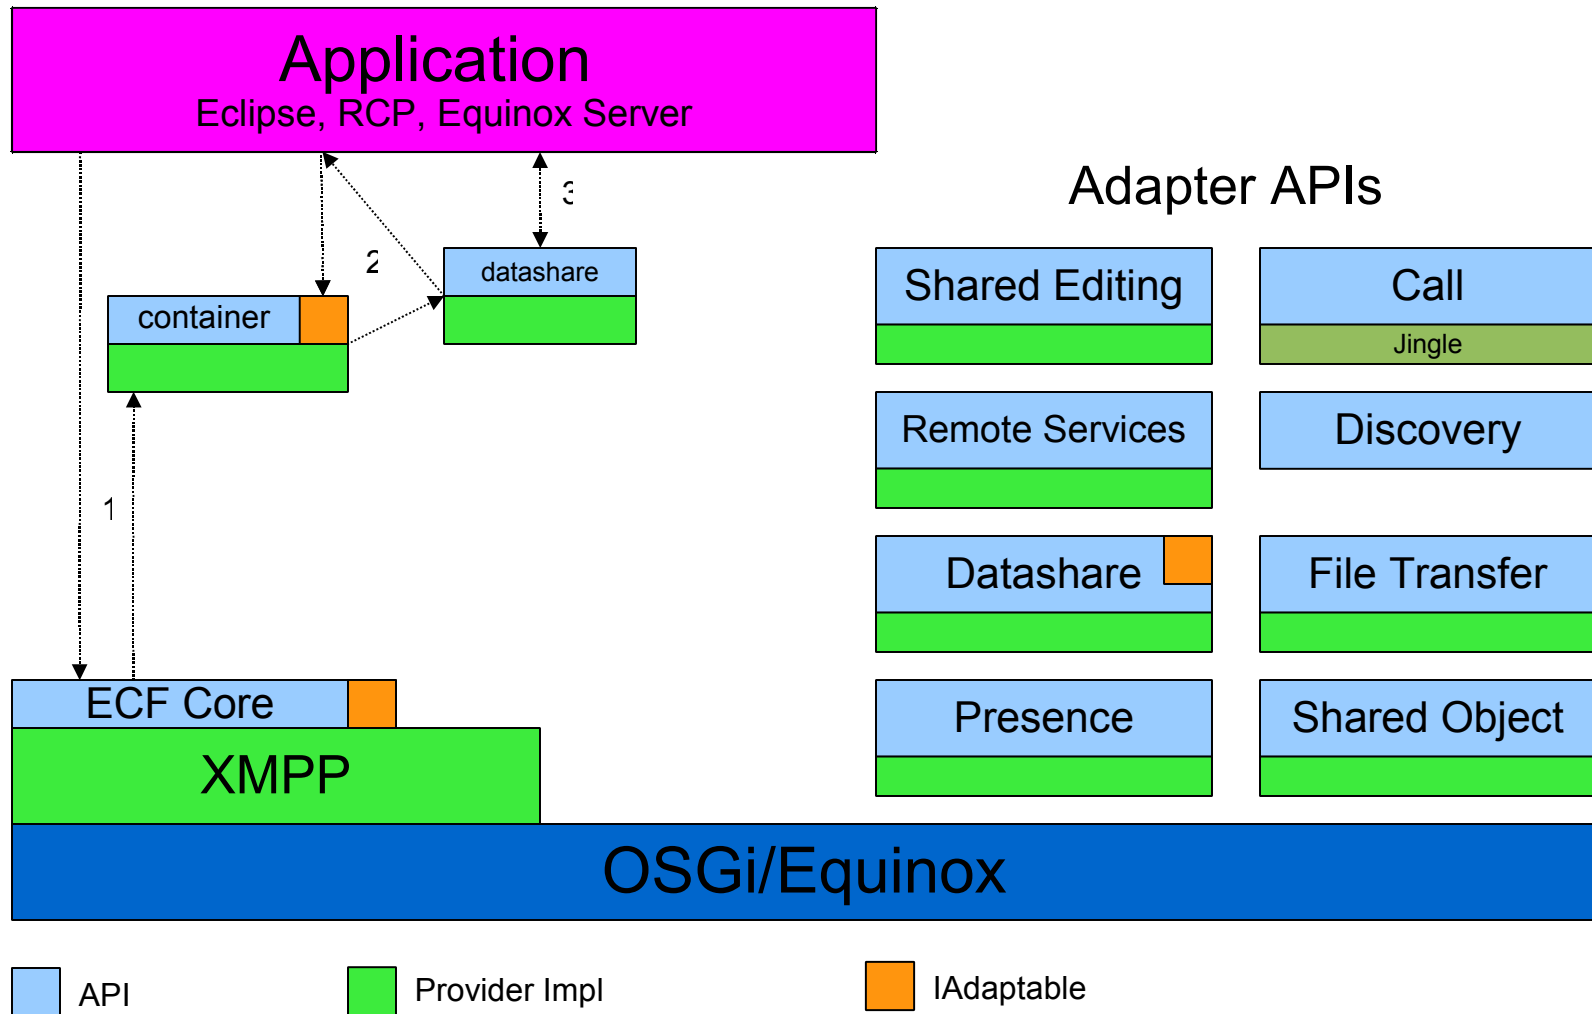 Application
Eclipse, RCP, Equinox Server
Adapter APIs
3
2
datashare
container
1
Shared Editing
Call
Jingle
Remote Services
Discovery
Datashare
File Transfer
Presence
Shared Object
ECF Core
XMPP
OSGi/Equinox
API
Provider Impl
IAdaptable